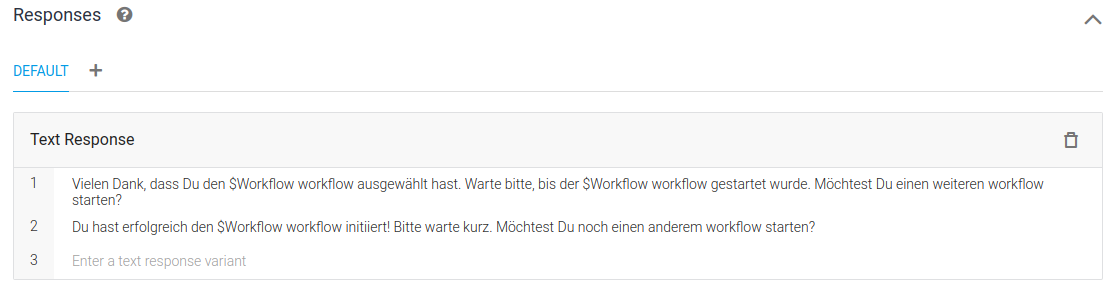 Responses
DEFAULT +
Text Response
1 Vielen Dank, dass Du den $Workflow workflow ausgewählt hast. Warte bitte, bis der $Workflow workflow gestartet wurde. Möchtest Du einen weiteren workflow
starten?
2 Du hast erfolgreich den $Workflow workflow initiiert! Bitte warte kurz. Möchtest Du noch einen anderem workflow starten?
3 Enter a text response variant